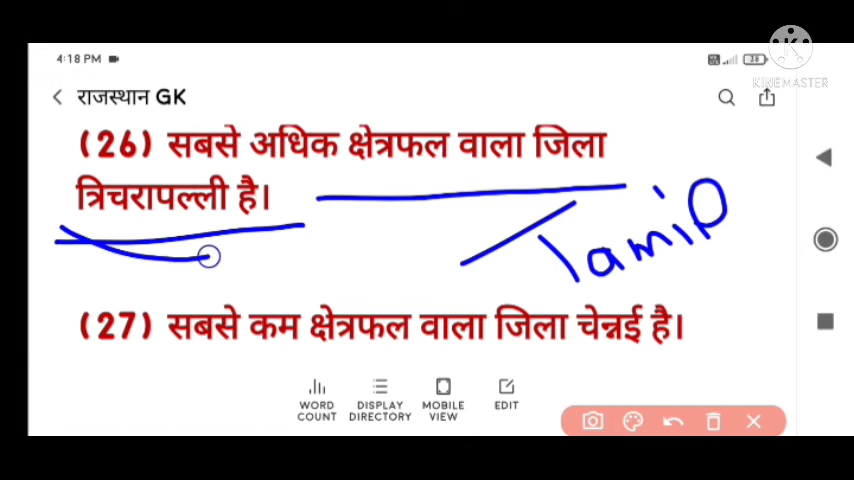 4:18 PM
38
KINEMASTER
राजस्थान GK
(26) सबसे अधिक क्षेत्रफल वाला जिला
त्रिचरापल्ली है।
Tamil
(27) सबसे कम क्षेत्रफल वाला जिला चेन्नई है।
WORD COUNT
DISPLAY DIRECTORY
MOBILE VIEW
EDIT